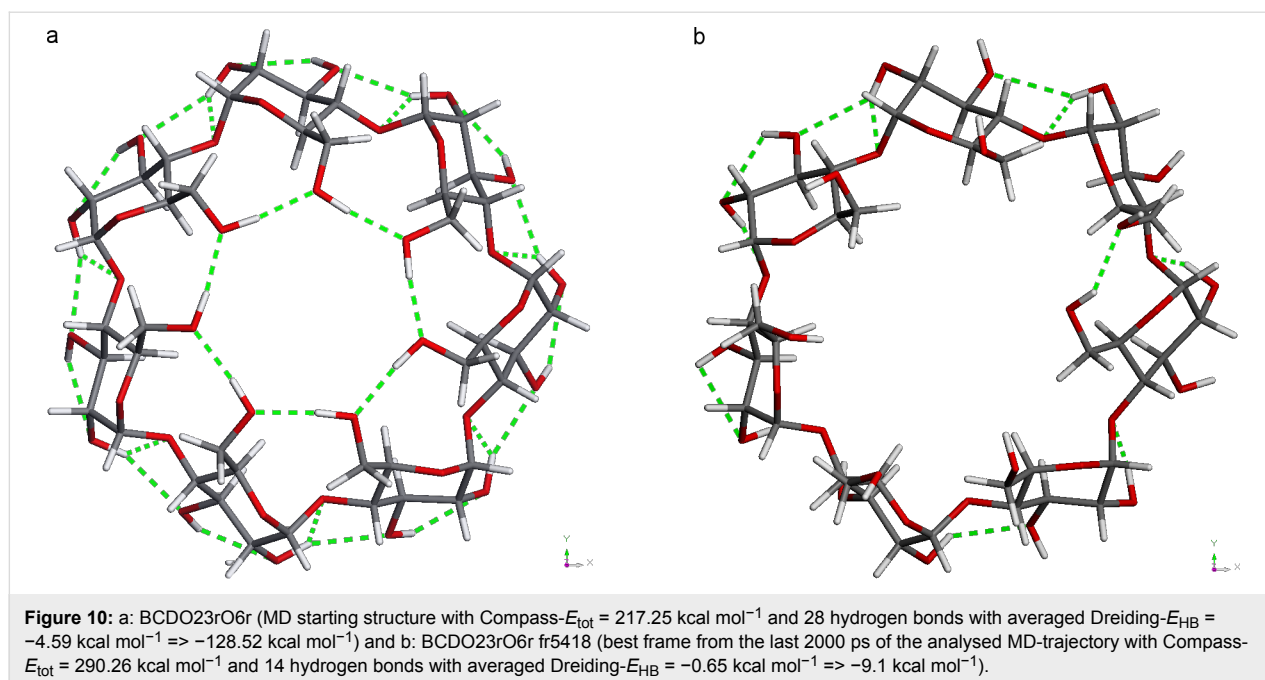 a
b
Y
X
Y
X
Figure 10: a: BCDO23rO6r (MD starting structure with Compass-Etot = 217.25 kcal mol−1 and 28 hydrogen bonds with averaged Dreiding-EHB =
−4.59 kcal mol−1 => −128.52 kcal mol−1) and b: BCDO23rO6r fr5418 (best frame from the last 2000 ps of the analysed MD-trajectory with Compass-
Etot = 290.26 kcal mol−1 and 14 hydrogen bonds with averaged Dreiding-EHB = −0.65 kcal mol−1 => −9.1 kcal mol−1).